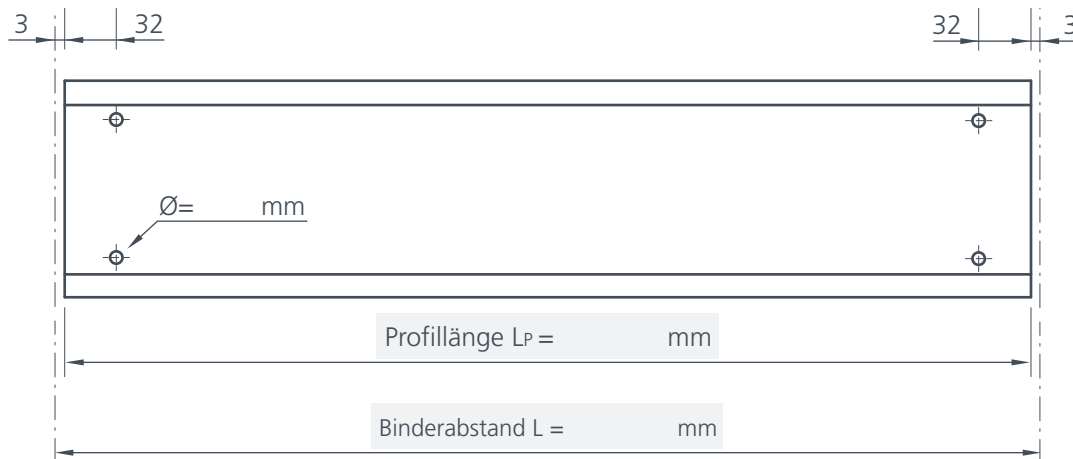 3 32 32 3
Ø= mm
Profillänge LP = mm
Binderabstand L = mm